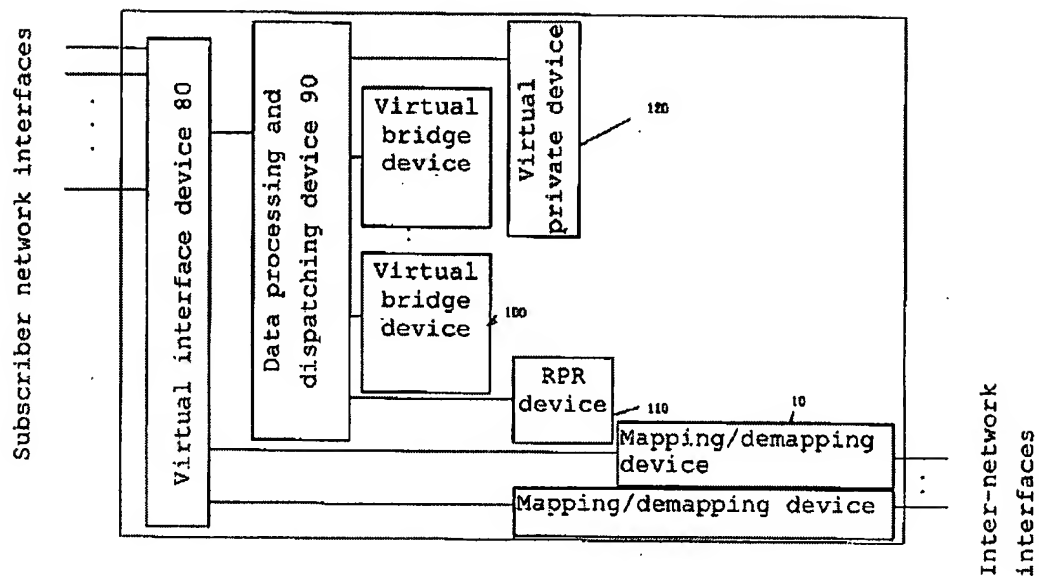 Subscriber network interfaces
Virtual interface device 80
Data processing and
dispatching device 90
Virtual
bridge
device
Virtual
private device
120
Virtual
bridge
device
100
RPR
device
110
10
Mapping/demapping
device
Mapping/demapping device
Inter-network
interfaces